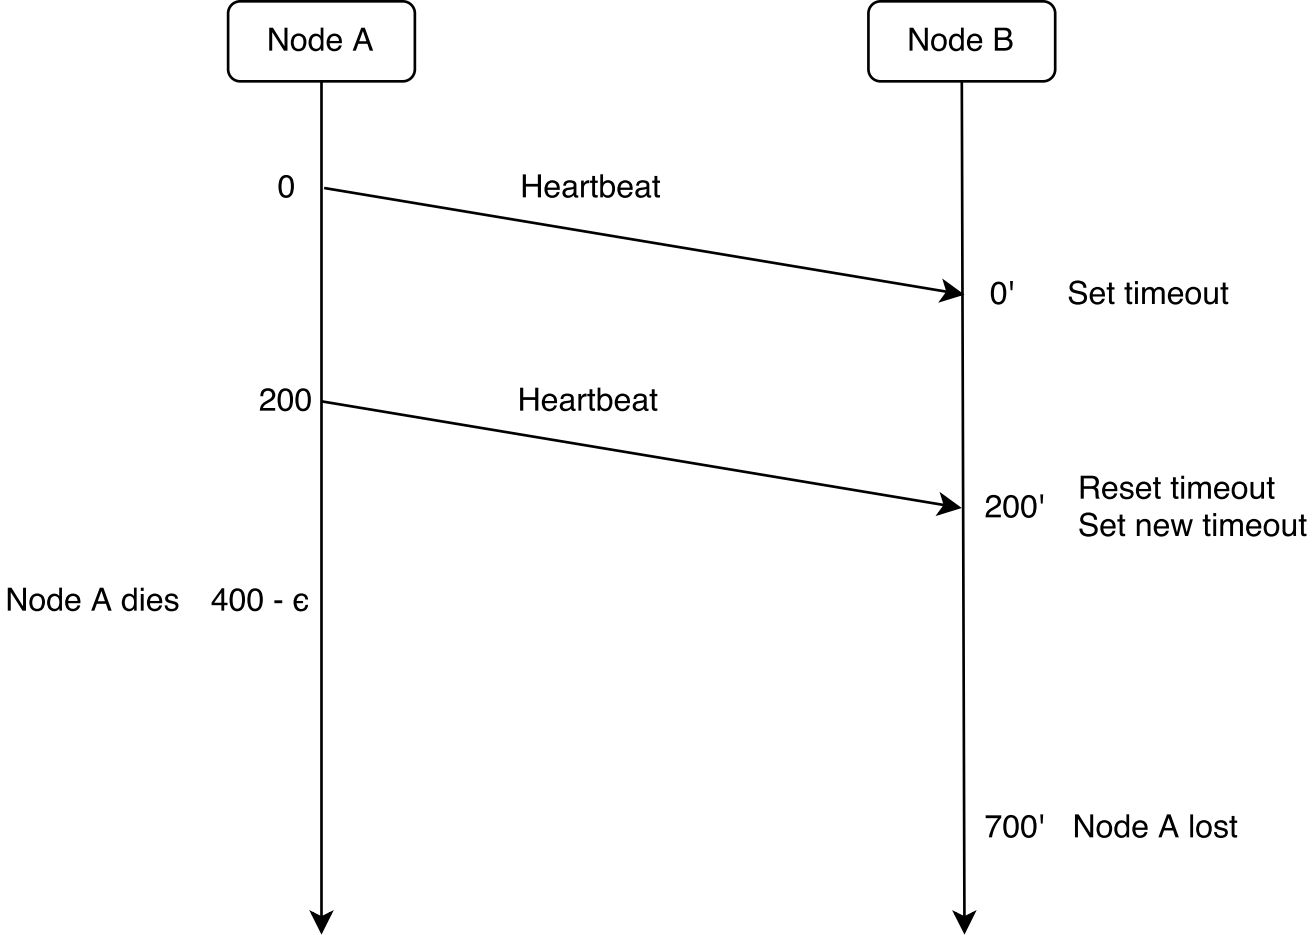 Node A
Node B
0
Heartbeat
0'
Set timeout
200
Heartbeat
200'
Reset timeout
Set new timeout
Node A dies
400 - є
700'
Node A lost